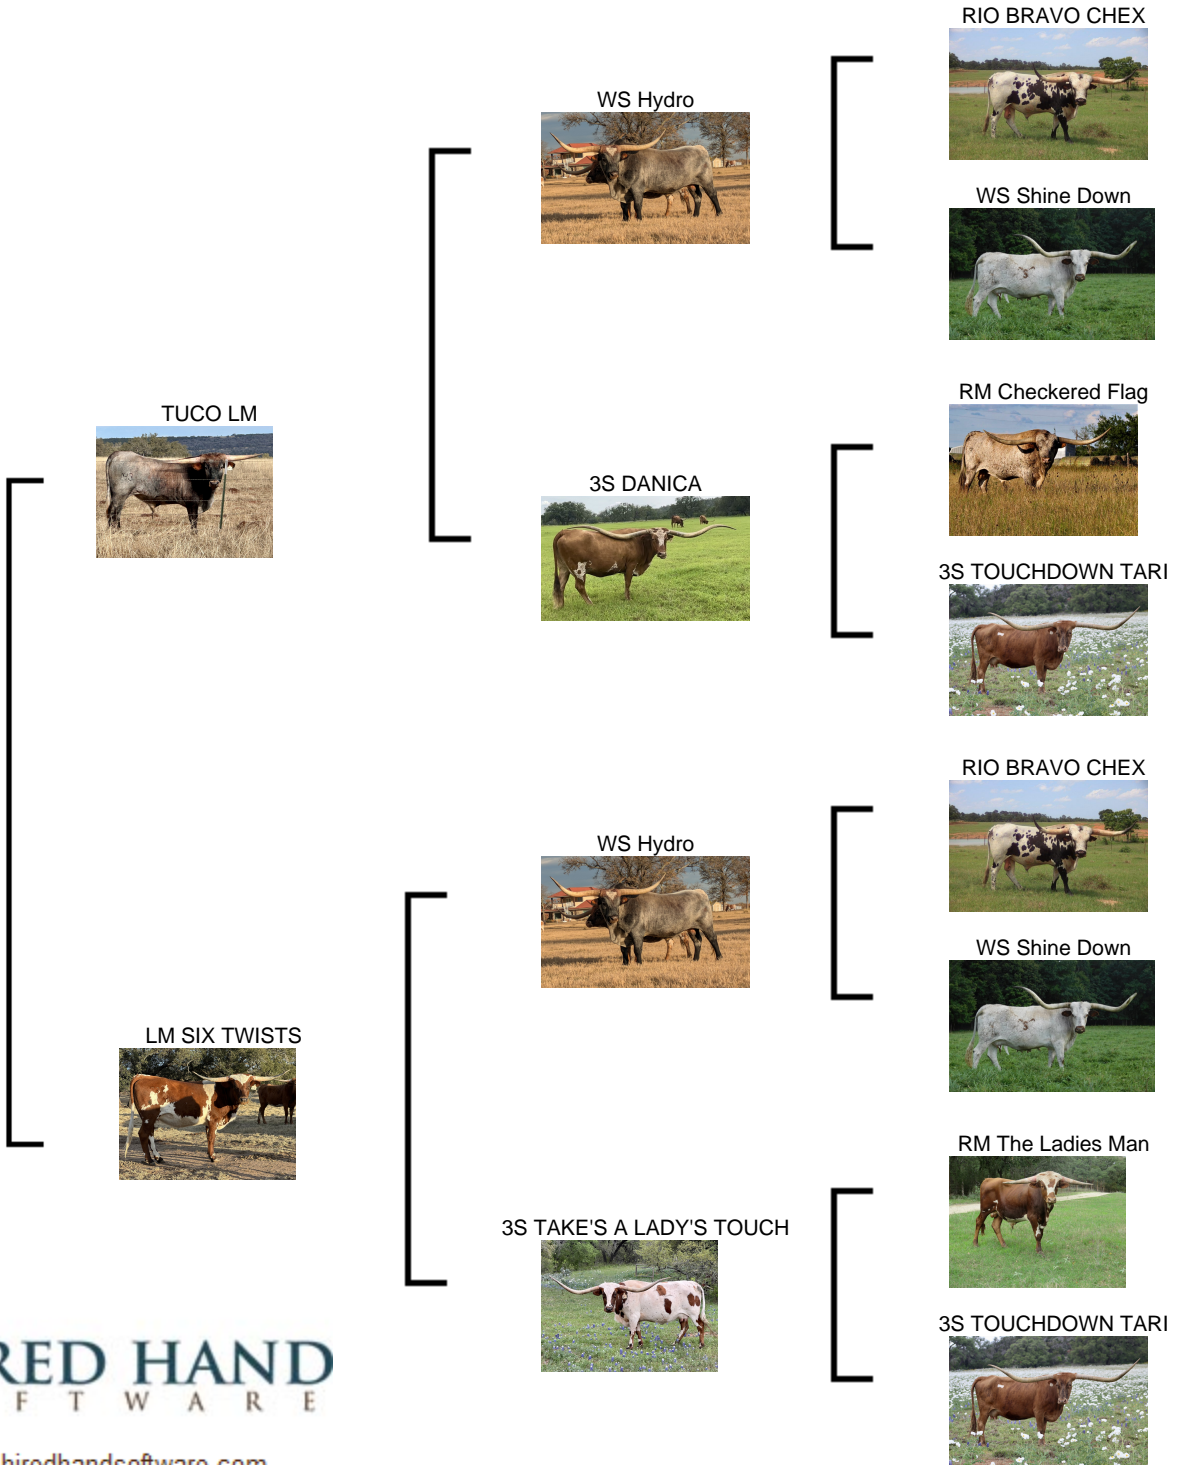 RIO BRAVO CHEX
WS Hydro
WS Shine Down
RM Checkered Flag
TUCO LM
3S DANICA
3S TOUCHDOWN TARI
RIO BRAVO CHEX
WS Hydro
WS Shine Down
LM SIX TWISTS
RM The Ladies Man
3S TAKE'S A LADY'S TOUCH
3S TOUCHDOWN TARI
RED HAND
F T W A R E
hiredhandsoftware.com